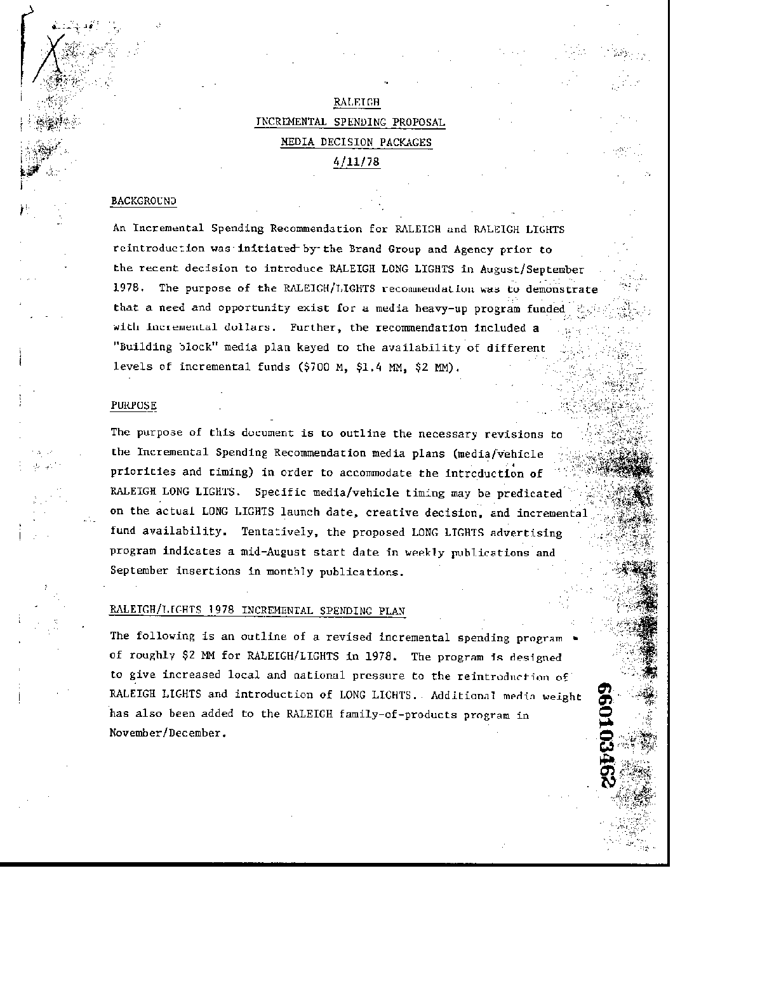 RALEIGH
INCREMENTAL SPENDING PROPOSAL
MEDIA DECISION PACKAGES
4/11/78
BACKGROUND
An Incremental Spending Recommendation for RALEIGH and RALEIGH LIGHTS
reintroduction was initiated by the Brand Group and Agency prior to
the recent decision to introduce RALEIGH LONG LIGHTS in August/September
1978. The purpose of the RALEIGH/LIGHTS recommendation was to demonstrate
that a need and opportunity exist for a media heavy-up program funded
with incremental dollars. Further, the recommendation included a
"Building block" media plan keyed to the availability of different
levels of incremental funds ($700 M, $1.4 MM, $2 MM).
PURPOSE
The purpose of this document is to outline the necessary revisions to
the Incremental Spending Recommendation media plans (media/vehicle
priorities and timing) in order to accommodate the introduction of
RALEIGH LONG LIGHTS. Specific media/vehicle timing may be predicated
on the actual LONG LIGHTS launch date, creative decision, and incremental
fund availability. Tentatively, the proposed LONG LIGHTS advertising
program indicates a mid-August start date in weekly publications and
September insertions in monthly publications.
RALEIGH/LIGHTS 1978 INCREMENTAL SPENDING PLAN
The following is an outline of a revised incremental spending program
of roughly $2 MM for RALEIGH/LIGHTS in 1978. The program is designed
to give increased local and national pressure to the reintroduction of
RALEIGH LIGHTS and introduction of LONG LIGHTS. Additional media weight
has also been added to the RALEIGH family-of-products program in
November/December.
660103462